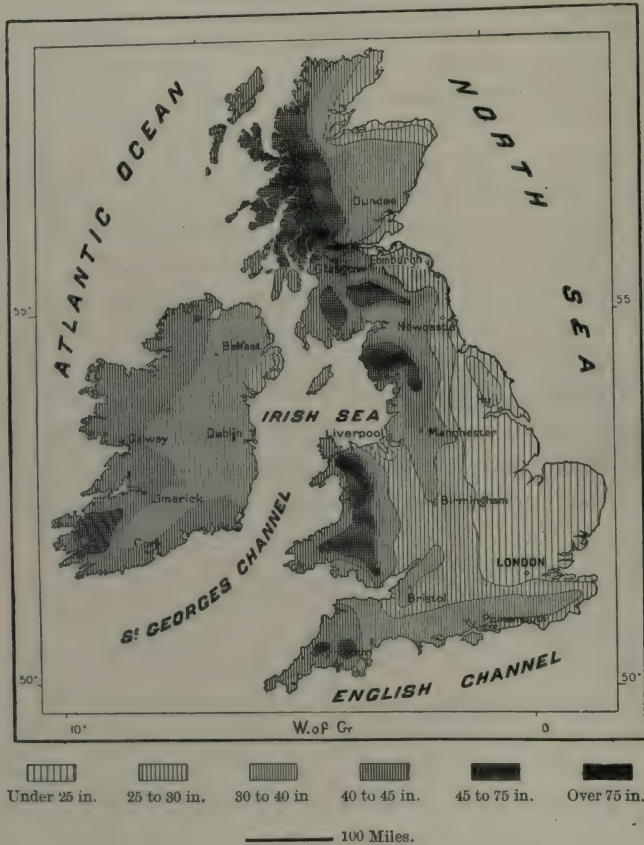 ATLANTIC OCEAN
NORTH SEA
Dundee
Edinburgh
Glasgow
55°
55
Newcastle
Belfast
Hull
IRISH SEA
Galway
Dublin
Liverpool
Manchester
Limerick
Birmingham
Cork
LONDON
ST GEORGES CHANNEL
Bristol
Portsmouth
50°
50°
ENGLISH CHANNEL
10°
W. of Gr
0
Under 25 in.
25 to 30 in.
30 to 40 in
40 to 45 in.
45 to 75 in.
Over 75 in.
100 Miles.